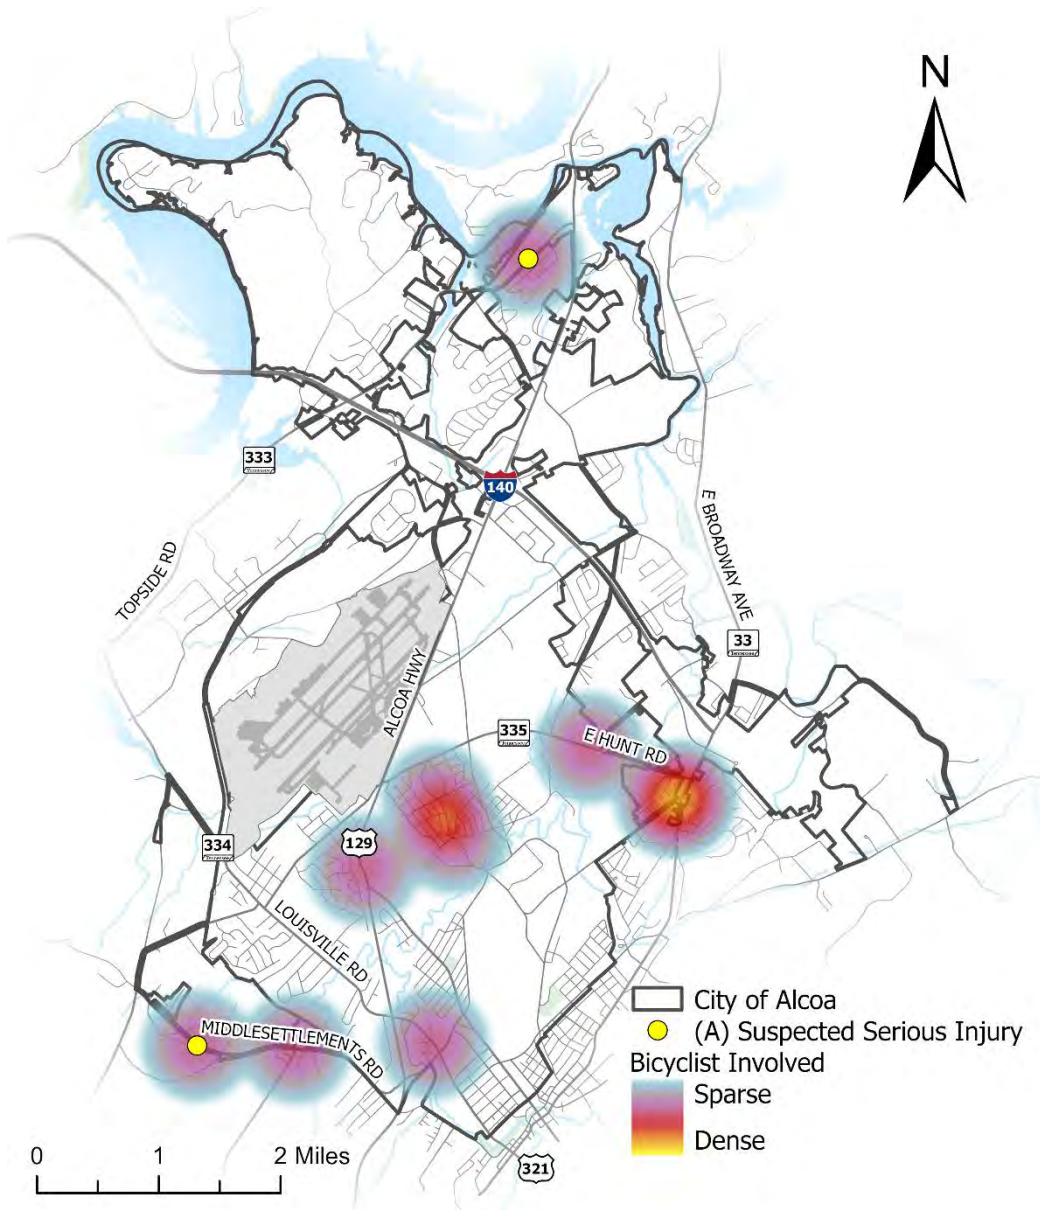 N
333
140
E BROADWAY AVE
TOPSIDE RD
33
ALCOA HWY
335
E HUNT RD
334
129
LOUISVILLE RD
MIDDLESETTLEMENTS RD
City of Alcoa
(A) Suspected Serious Injury
Bicyclist Involved
Sparse
Dense
0 1 2 Miles
321